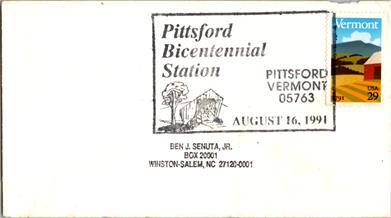 Pittsford
Bicentennial
Station
PITTSFORD
VERMONT
05763
AUGUST 16, 1991
Vermont
USA
1791
29
BEN J. SENUTA, JR.
BOX 20001
WINSTON-SALEM, NC 27120-0001